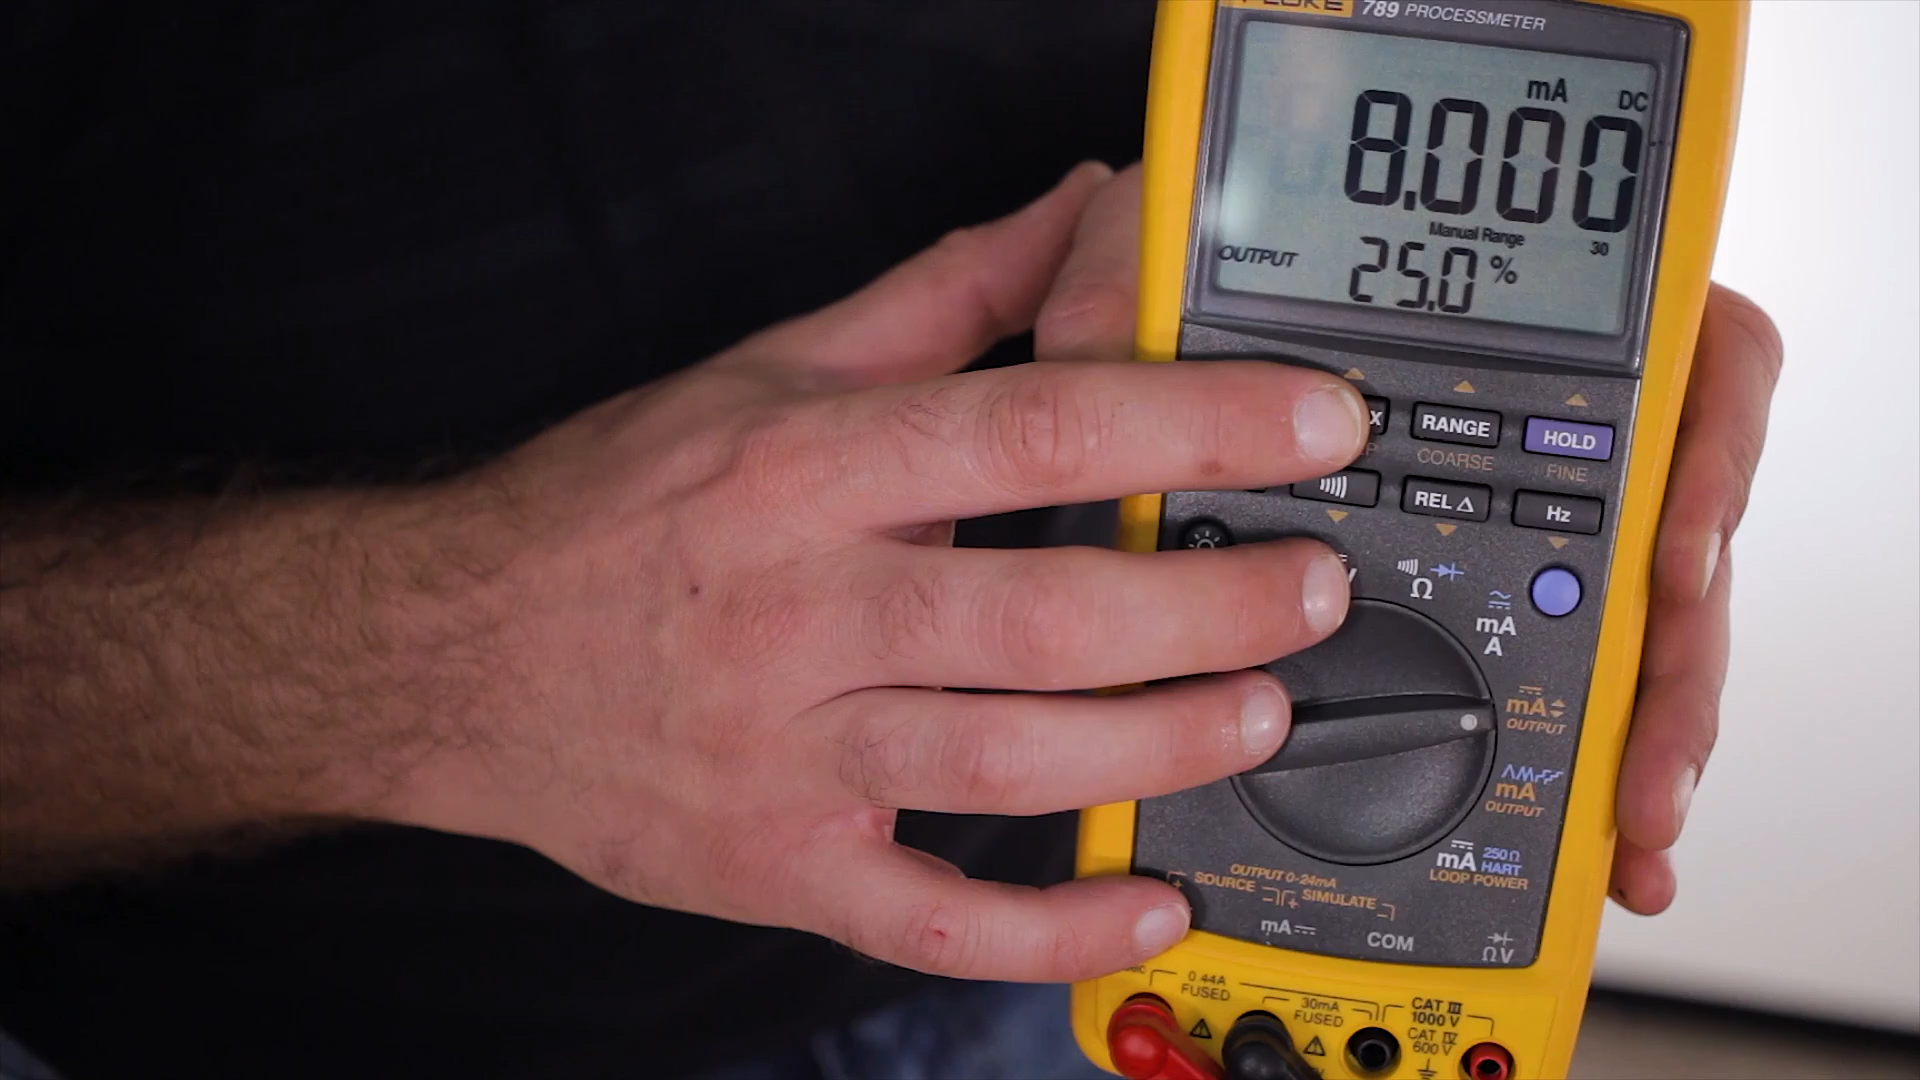 FLUKE 789 PROCESSMETER
mA DC
8.000
Manual Range 30
OUTPUT 25.0 %
RANGE HOLD
COARSE FINE
REL Δ Hz
Ω
mA
A
mA
OUTPUT
mA
OUTPUT
mA 250Ω
HART
LOOP POWER
OUTPUT 0-24mA
SOURCE SIMULATE
mA COM ΩV
0.44A
FUSED
30mA
FUSED
CAT III
1000 V
CAT IV
600 V